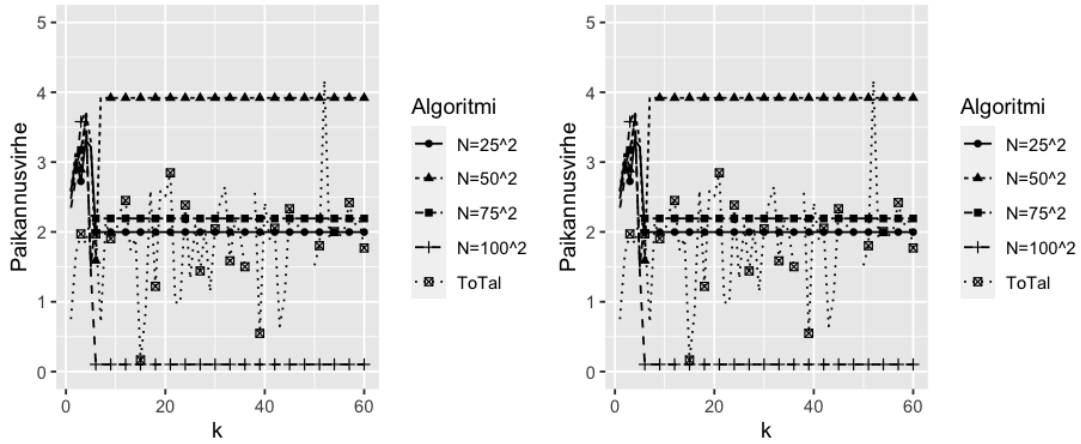 5
4
3
2
1
0
Paikannusvirhe
0
20
40
60
k
Algoritmi
N=25^2
N=50^2
N=75^2
N=100^2
ToTal
5
4
3
2
1
0
Paikannusvirhe
0
20
40
60
k
Algoritmi
N=25^2
N=50^2
N=75^2
N=100^2
ToTal